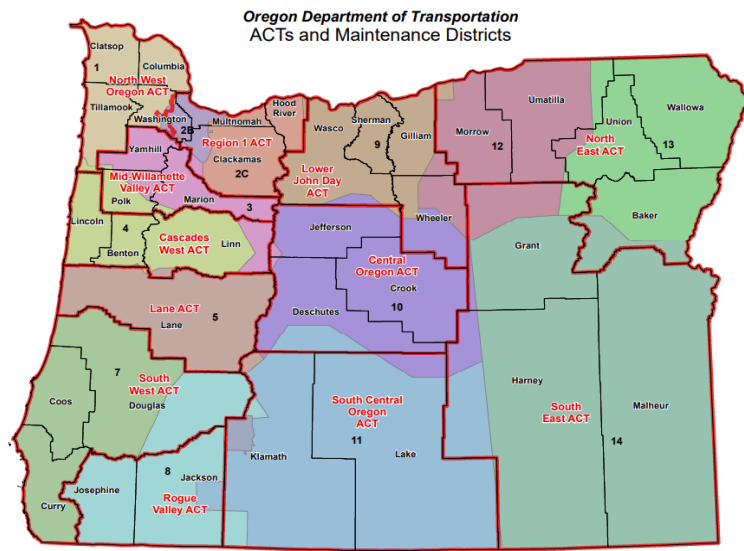 Oregon Department of Transportation
ACTs and Maintenance Districts
Clatsop
Columbia
1
North West
Oregon ACT
Tillamook
Washington
2B
Multnomah
Hood
River
Region 1 ACT
Clackamas
2C
Wasco
Sherman
9
Gilliam
Lower
John Day
ACT
Morrow
Umatilla
12
Union
Wallowa
North
East ACT
13
Baker
Yamhill
Mid-Willamette
Valley ACT
Polk
Marion
3
Lincoln
4
Benton
Cascades
West ACT
Linn
Jefferson
Wheeler
Central
Oregon ACT
Crook
Deschutes
10
Grant
Lane ACT
Lane
5
7
South
West ACT
Coos
Douglas
Curry
Josephine
8
Jackson
Rogue
Valley ACT
Klamath
South Central
Oregon
ACT
11
Lake
Harney
South
East ACT
Malheur
14